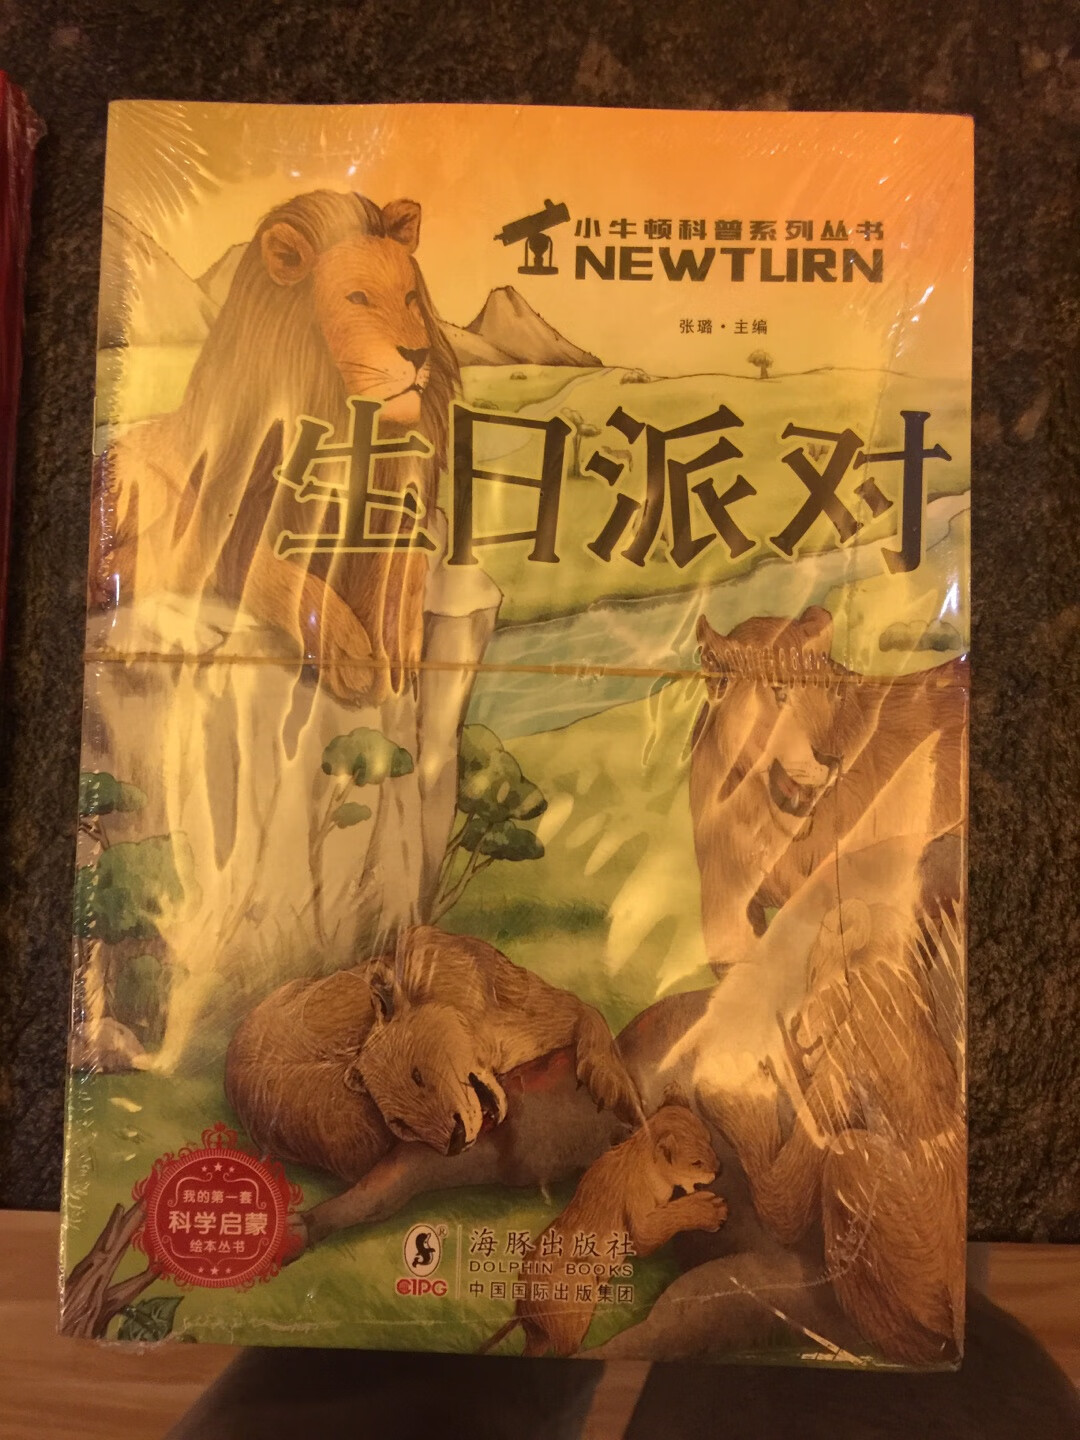 小牛顿科普系列丛书
NEWTURN
张璐·主编
生日派对
我的第一套
科学启蒙
绘本丛书
海豚出版社
DOLPHIN BOOKS
CIPG
中国国际出版集团